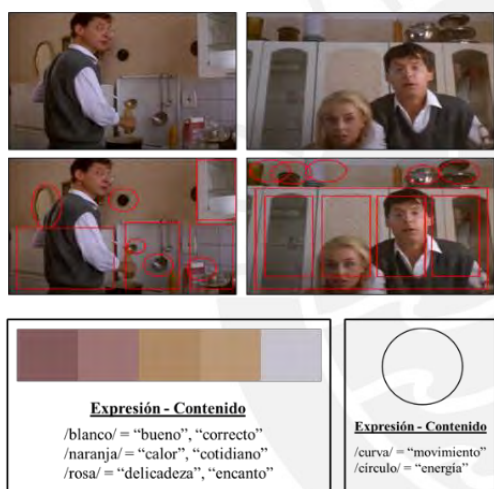 Expresión - Contenido
/blanco/ = “bueno”, “correcto”
/naranja/ = “calor”, “cotidiano”
/rosa/ = “delicadeza”, “encanto”
Expresión - Contenido
/curva/ = “movimiento”
/círculo/ = “energía”